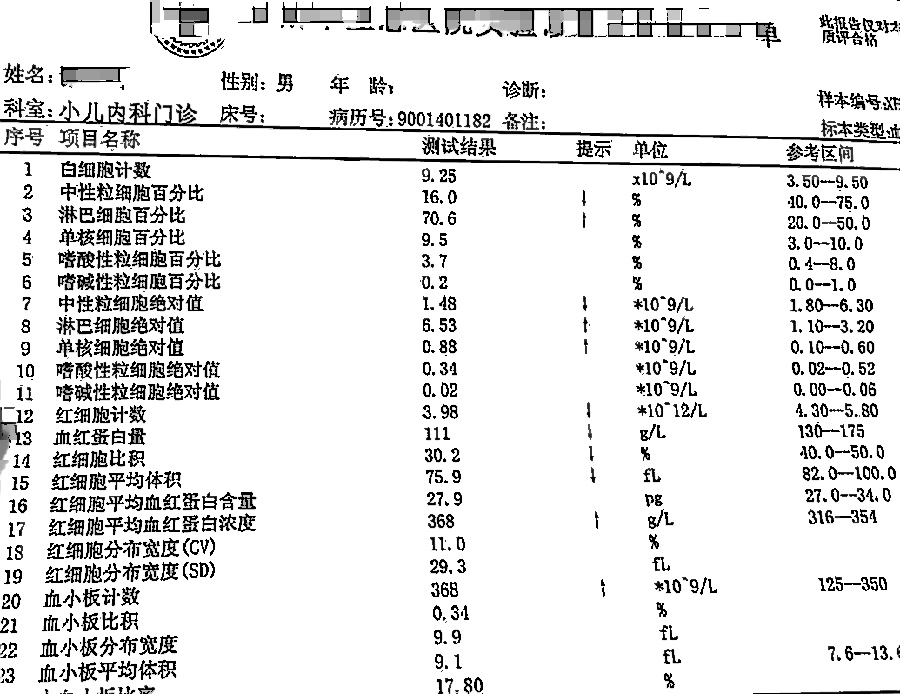 单
此报告仅对本
质评合格
姓名: 性别: 男 年 龄: 诊断:
样本编号:
科室: 小儿内科门诊 床号: 病历号:9001401182 备注:
标本类型:
序号 项目名称 测试结果 提示 单位 参考区间
1 白细胞计数 9.25 x10^9/L 3.50--9.50
2 中性粒细胞百分比 16.0 ↓ % 40.0--75.0
3 淋巴细胞百分比 70.6 ↑ % 20.0--50.0
4 单核细胞百分比 9.5 % 3.0--10.0
5 嗜酸性粒细胞百分比 3.7 % 0.4--8.0
6 嗜碱性粒细胞百分比 0.2 % 0.0--1.0
7 中性粒细胞绝对值 1.48 ↓ *10^9/L 1.80--6.30
8 淋巴细胞绝对值 6.53 ↑ *10^9/L 1.10--3.20
9 单核细胞绝对值 0.88 ↑ *10^9/L 0.10--0.60
10 嗜酸性粒细胞绝对值 0.34 *10^9/L 0.02--0.52
11 嗜碱性粒细胞绝对值 0.02 *10^9/L 0.00--0.06
12 红细胞计数 3.98 ↓ *10^12/L 4.30--5.80
13 血红蛋白量 111 ↓ g/L 130--175
14 红细胞比积 30.2 ↓ % 40.0--50.0
15 红细胞平均体积 75.9 ↓ fL 82.0--100.0
16 红细胞平均血红蛋白含量 27.9 pg 27.0--34.0
17 红细胞平均血红蛋白浓度 368 ↑ g/L 316--354
18 红细胞分布宽度(CV) 11.0 %
19 红细胞分布宽度(SD) 29.3 fL
20 血小板计数 368 ↑ *10^9/L 125--350
21 血小板比积 0.34 %
22 血小板分布宽度 9.9 fL
23 血小板平均体积 9.1 fL 7.6--13.6
17.80 %